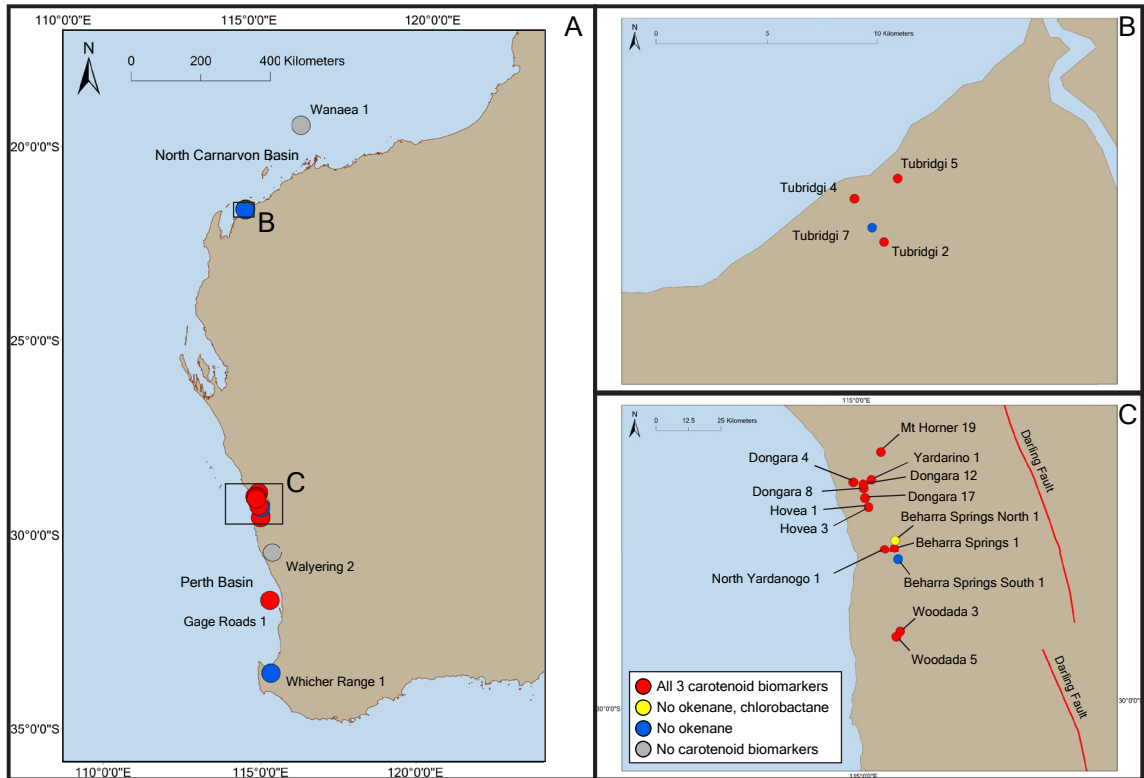 110°0'0"E
115°0'0"E
120°0'0"E
A
N
0
200
400 Kilometers
Wanaea 1
20°0'0"S
North Carnarvon Basin
B
25°0'0"S
C
30°0'0"S
Walyering 2
Perth Basin
Gage Roads 1
Whicher Range 1
35°0'0"S
110°0'0"E
115°0'0"E
120°0'0"E
B
N
0
5
10 Kilometers
Tubridgi 5
Tubridgi 4
Tubridgi 7
Tubridgi 2
115°0'0"E
C
N
0
12.5
25 Kilometers
Mt Horner 19
Dongara 4
Yardarino 1
Dongara 12
Dongara 8
Dongara 17
Hovea 1
Hovea 3
Beharra Springs North 1
Beharra Springs 1
North Yardanogo 1
Beharra Springs South 1
Woodada 3
Woodada 5
Darling Fault
Darling Fault
All 3 carotenoid biomarkers
No okenane, chlorobactane
No okenane
No carotenoid biomarkers
30°0'0"S
30°0'0"S
115°0'0"E